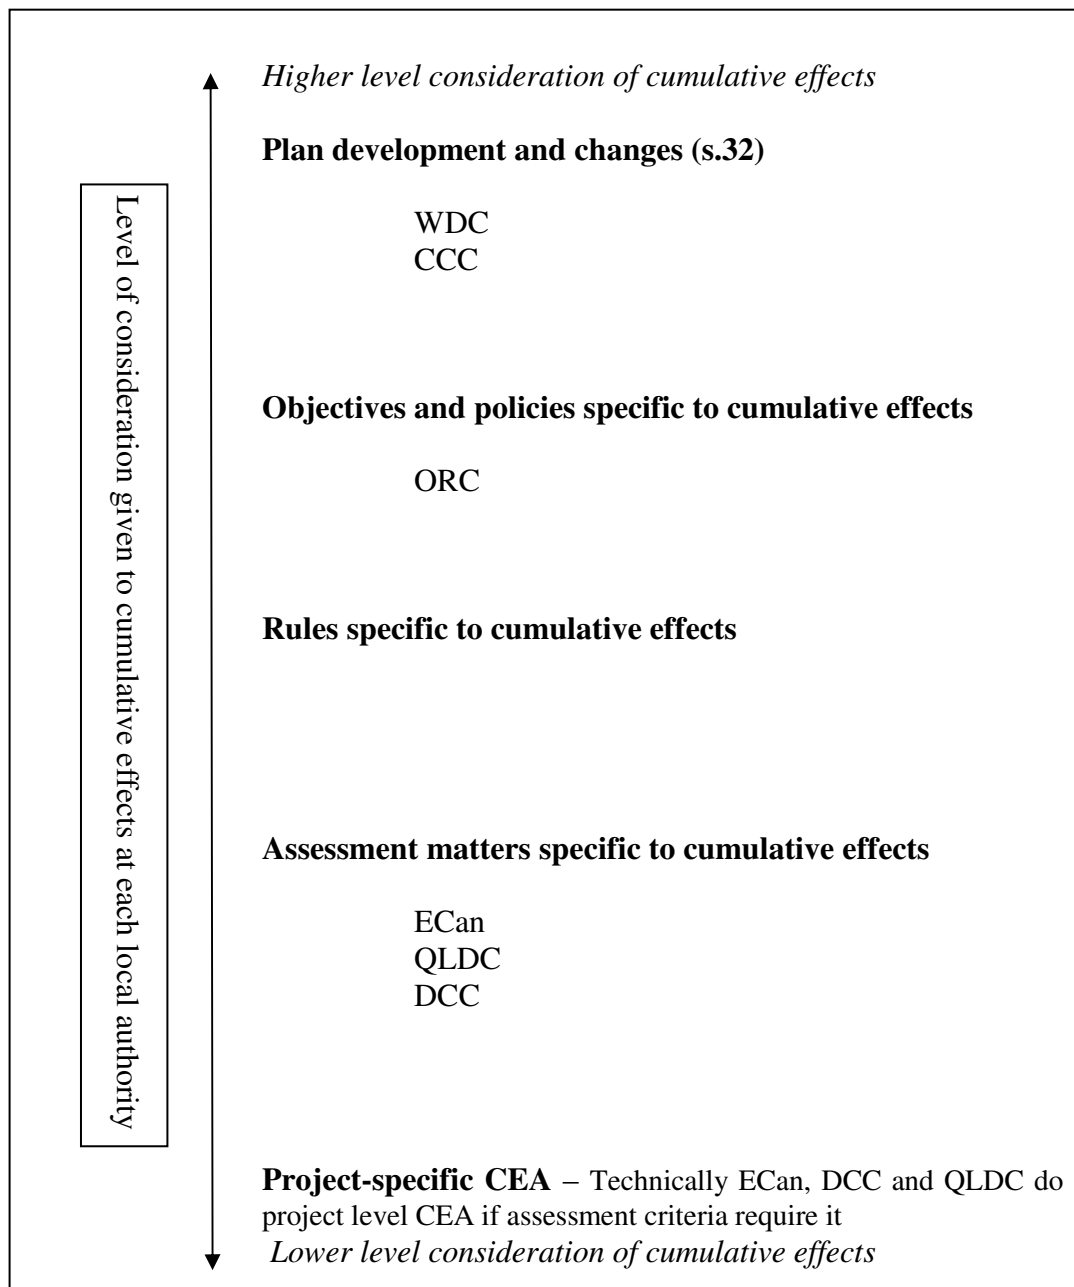 Higher level consideration of cumulative effects
Plan development and changes (s.32)
WDC
CCC
Level of consideration given to cumulative effects at each local authority
Objectives and policies specific to cumulative effects
ORC
Rules specific to cumulative effects
Assessment matters specific to cumulative effects
ECan
QLDC
DCC
Project-specific CEA – Technically ECan, DCC and QLDC do
project level CEA if assessment criteria require it
Lower level consideration of cumulative effects